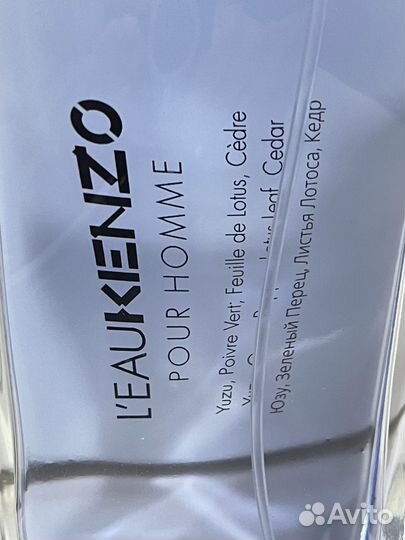 L'EAUKENZO
POUR HOMME
Yuzu, Poivre Vert, Feuille de Lotus, Cèdre
Leaf, Cedar
Юзу, Зеленый Перец, Листья Лотоса, Кедр
Avito